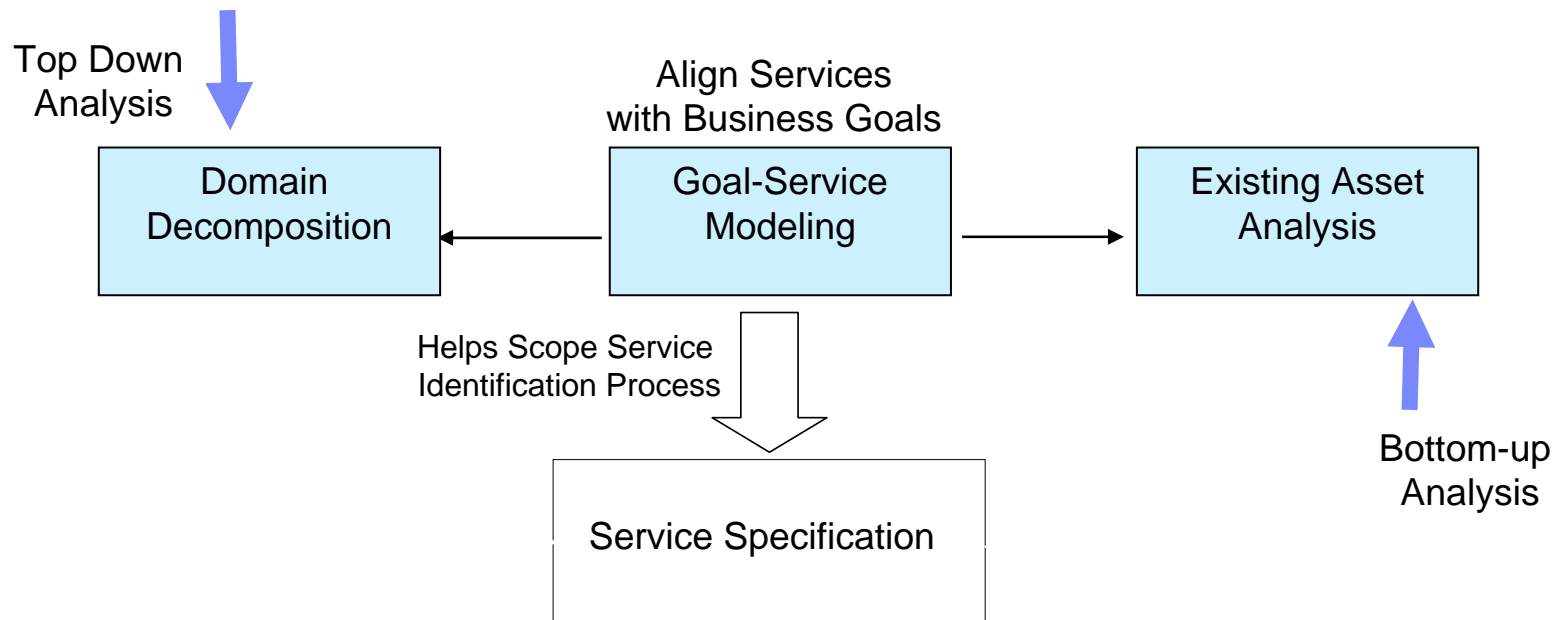 Top Down
Analysis
Align Services
with Business Goals
Domain
Decomposition
Goal-Service
Modeling
Existing Asset
Analysis
Helps Scope Service
Identification Process
Bottom-up
Analysis
Service Specification